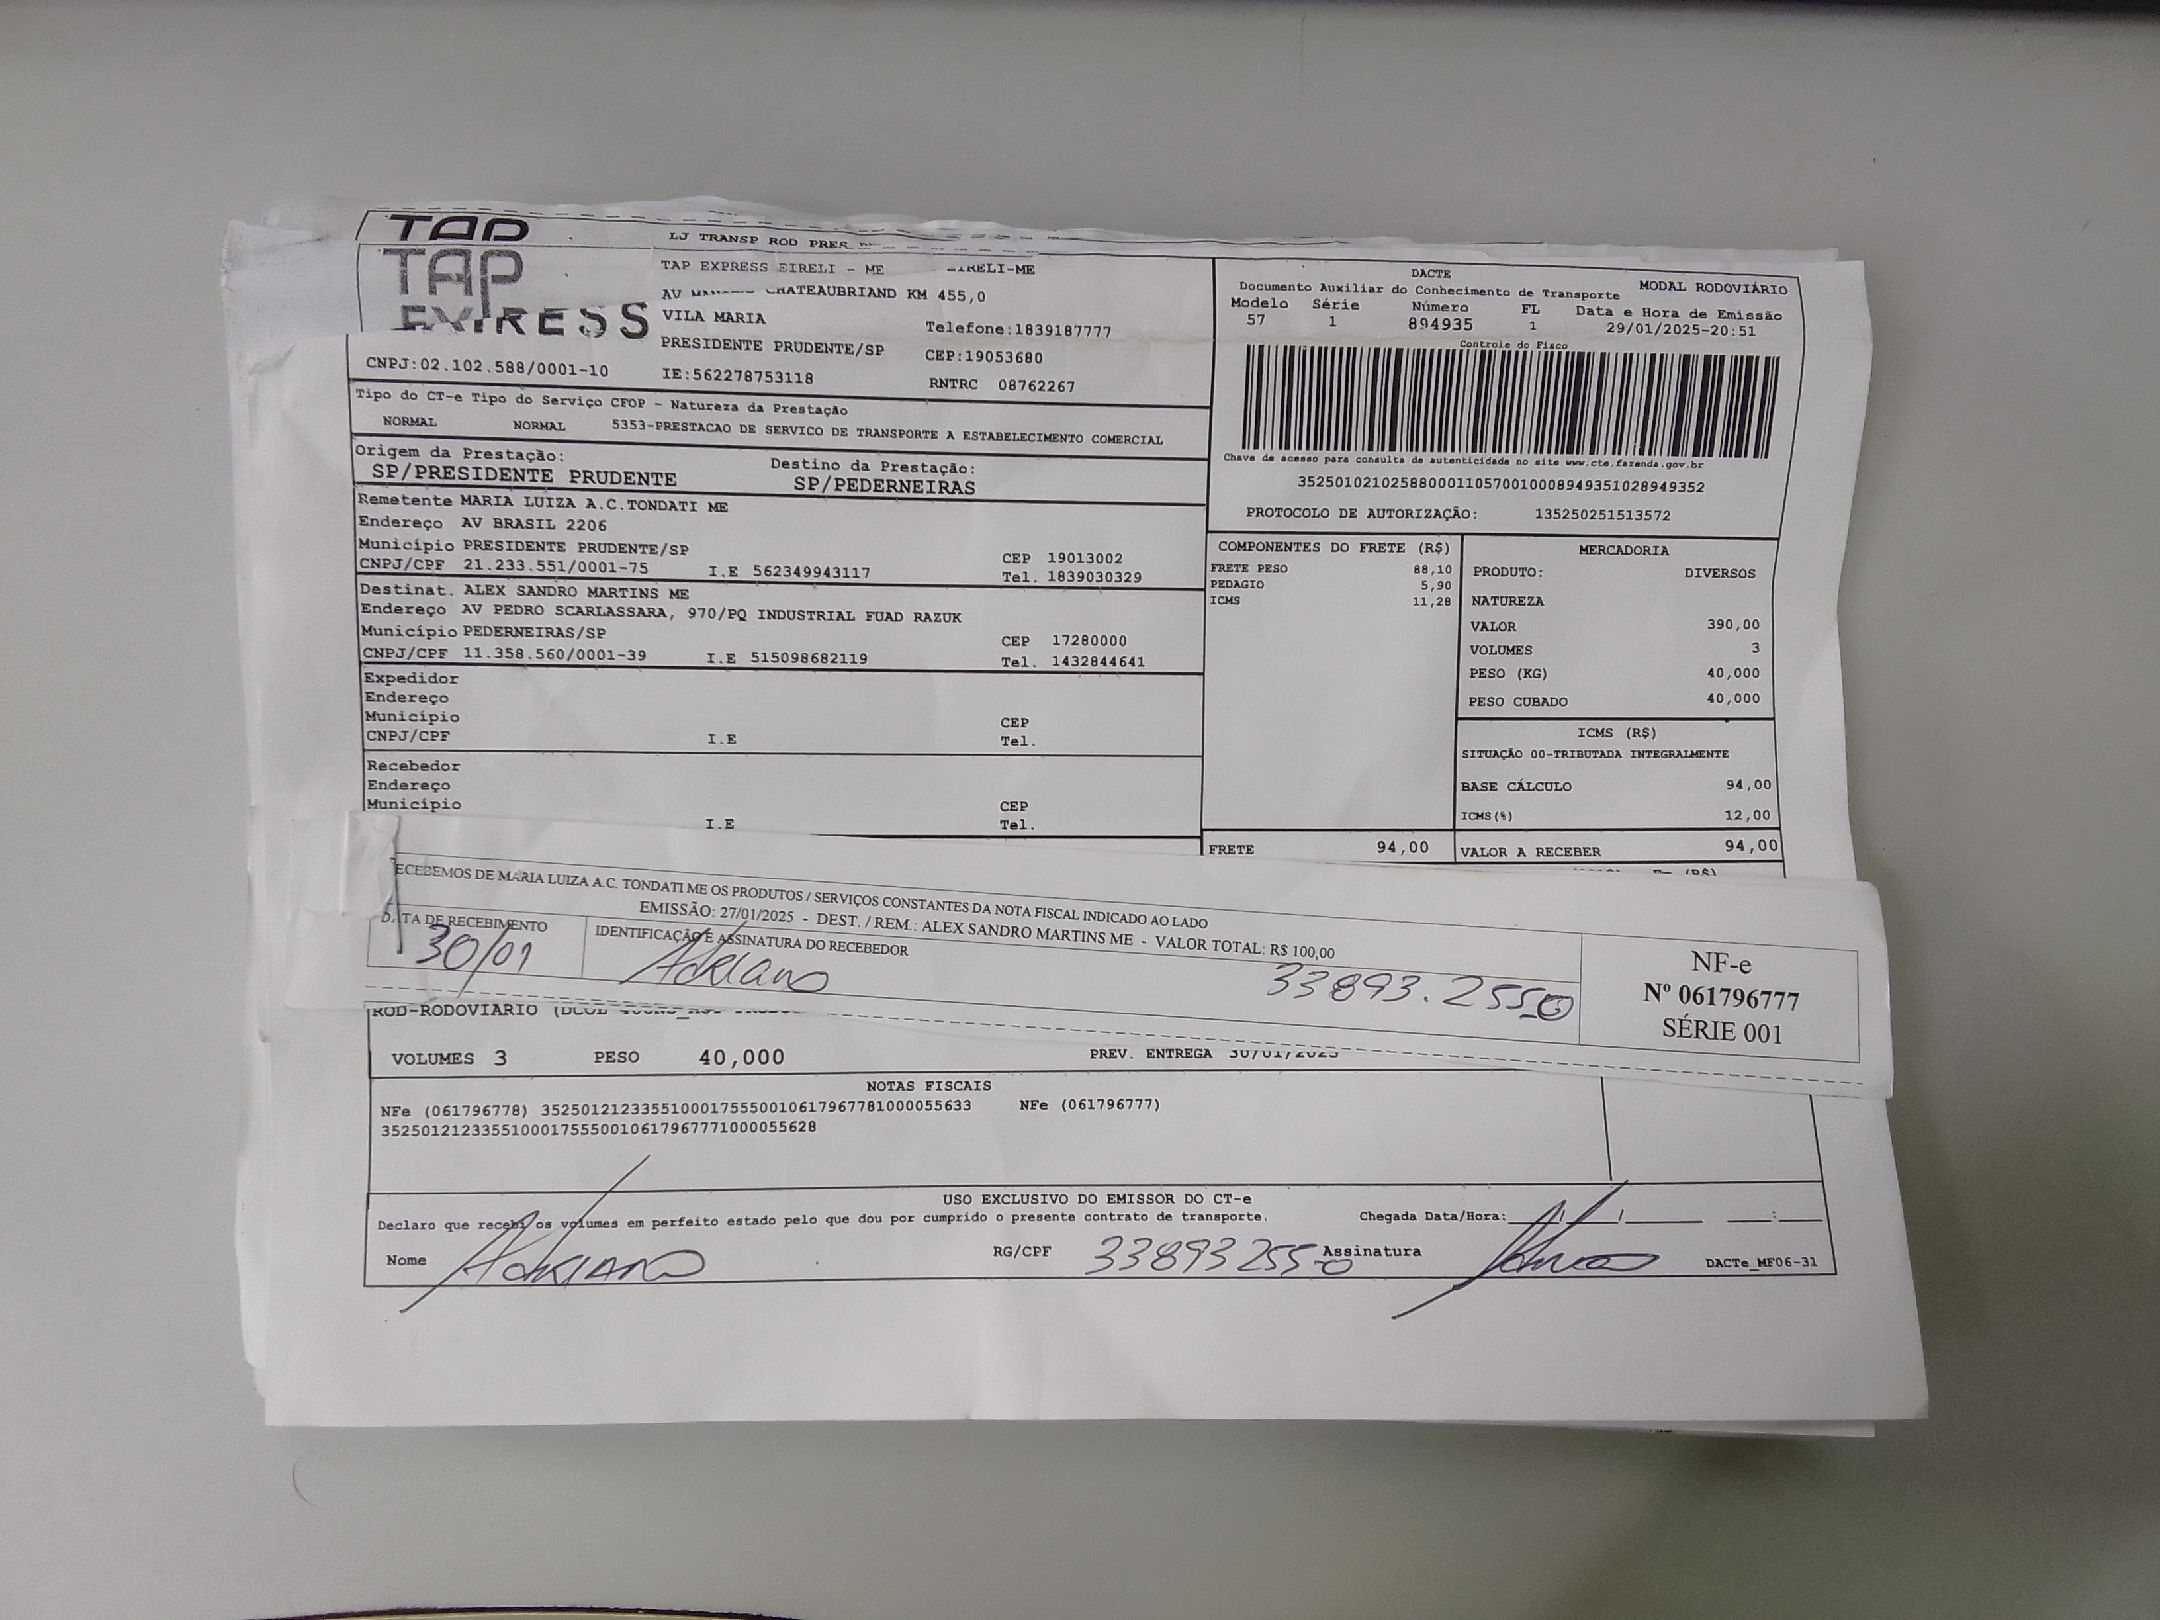 TAP
LJ TRANSP ROD PRES
TAP
EXPRESS
TAP EXPRESS EIRELI - ME EIRELI-ME
AV CHATEAUBRIAND KM 455,0
VILA MARIA Telefone:1839187777
PRESIDENTE PRUDENTE/SP CEP:19053680
CNPJ:02.102.588/0001-10 IE:562278753118 RNTRC 08762267
DACTE
Documento Auxiliar do Conhecimento de Transporte MODAL RODOVIÁRIO
Modelo Série Número FL Data e Hora de Emissão
57 1 894935 1 29/01/2025-20:51
Controle do Fisco
Chave de acesso para consulta de autenticidade no site www.cte.fazenda.gov.br
35250102102588000110570010008949351028949352
PROTOCOLO DE AUTORIZAÇÃO: 135250251513572
Tipo do CT-e Tipo do Serviço CFOP - Natureza da Prestação
NORMAL NORMAL 5353-PRESTACAO DE SERVICO DE TRANSPORTE A ESTABELECIMENTO COMERCIAL
Origem da Prestação: Destino da Prestação:
SP/PRESIDENTE PRUDENTE SP/PEDERNEIRAS
Remetente MARIA LUIZA A.C.TONDATI ME
Endereço AV BRASIL 2206
Município PRESIDENTE PRUDENTE/SP CEP 19013002
CNPJ/CPF 21.233.551/0001-75 I.E 562349943117 Tel. 1839030329
Destinat. ALEX SANDRO MARTINS ME
Endereço AV PEDRO SCARLASSARA, 970/PQ INDUSTRIAL FUAD RAZUK
Município PEDERNEIRAS/SP CEP 17280000
CNPJ/CPF 11.358.560/0001-39 I.E 515098682119 Tel. 1432844641
Expedidor
Endereço
Município CEP
CNPJ/CPF I.E Tel.
Recebedor
Endereço
Município CEP
I.E Tel.
COMPONENTES DO FRETE (R$)
FRETE PESO 88,10
PEDAGIO 5,90
ICMS 11,28
FRETE 94,00
MERCADORIA
PRODUTO: DIVERSOS
NATUREZA
VALOR 390,00
VOLUMES 3
PESO (KG) 40,000
PESO CUBADO 40,000
ICMS (R$)
SITUAÇÃO 00-TRIBUTADA INTEGRALMENTE
BASE CÁLCULO 94,00
ICMS(%) 12,00
VALOR A RECEBER 94,00
ECEBEMOS DE MARIA LUIZA A.C. TONDATI ME OS PRODUTOS / SERVIÇOS CONSTANTES DA NOTA FISCAL INDICADO AO LADO
EMISSÃO: 27/01/2025 - DEST. / REM.: ALEX SANDRO MARTINS ME - VALOR TOTAL: R$ 100,00
DATA DE RECEBIMENTO IDENTIFICAÇÃO E ASSINATURA DO RECEBEDOR
30/01 Adriano 33893.2550
NF-e
Nº 061796777
SÉRIE 001
ROD-RODOVIARIO
VOLUMES 3 PESO 40,000 PREV. ENTREGA 30/01/2025
NOTAS FISCAIS
NFe (061796778) 35250121233551000175550010617967781000055633 NFe (061796777)
35250121233551000175550010617967771000055628
USO EXCLUSIVO DO EMISSOR DO CT-e
Declaro que recebi os volumes em perfeito estado pelo que dou por cumprido o presente contrato de transporte. Chegada Data/Hora:____/____/______ ___:___
Nome Adriano RG/CPF 338932550 Assinatura DACTe_MF06-31